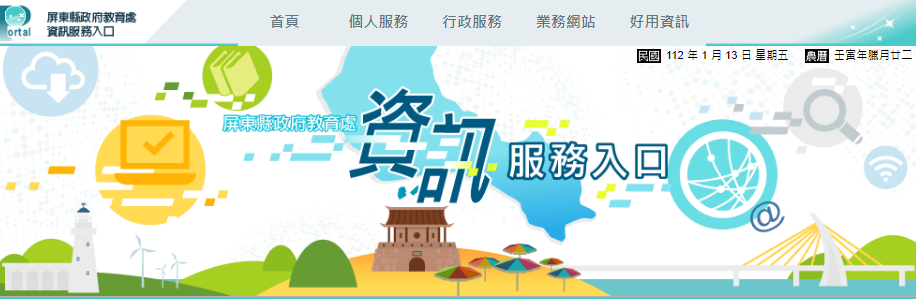 屏東縣政府教育處
資訊服務入口
Portal
首頁 個人服務 行政服務 業務網站 好用資訊
民國 112 年 1 月 13 日 星期五 農曆 壬寅年臘月廿二
屏東縣政府教育處 資訊 服務入口
@